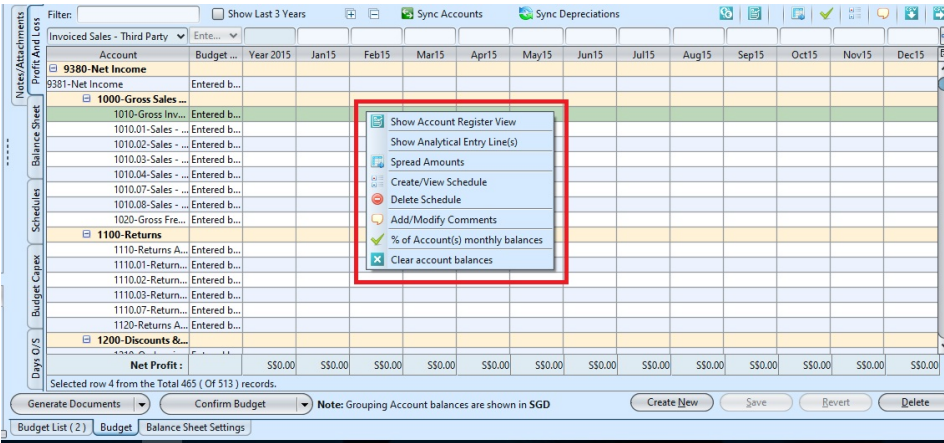 Filter:
Show Last 3 Years
Sync Accounts
Sync Depreciations
Invoiced Sales - Third Party
Ente...
Account Budget ... Year 2015 Jan15 Feb15 Mar15 Apr15 May15 Jun15 Jul15 Aug15 Sep15 Oct15 Nov15 Dec15
9380-Net Income
9381-Net Income Entered b...
1000-Gross Sales ...
1010-Gross Inv... Entered b...
1010.01-Sales - ... Entered b...
1010.02-Sales - ... Entered b...
1010.03-Sales - ... Entered b...
1010.04-Sales - ... Entered b...
1010.07-Sales - ... Entered b...
1010.08-Sales - ... Entered b...
1020-Gross Fre... Entered b...
1100-Returns
1110-Returns A... Entered b...
1110.01-Return... Entered b...
1110.02-Return... Entered b...
1110.03-Return... Entered b...
1110.07-Return... Entered b...
1120-Returns A... Entered b...
1200-Discounts &...
Show Account Register View
Show Analytical Entry Line(s)
Spread Amounts
Create/View Schedule
Delete Schedule
Add/Modify Comments
% of Account(s) monthly balances
Clear account balances
Net Profit : S$0.00 S$0.00 S$0.00 S$0.00 S$0.00 S$0.00 S$0.00 S$0.00 S$0.00 S$0.00 S$0.00 S$0.00 S$0.00
Selected row 4 from the Total 465 ( Of 513 ) records.
Generate Documents
Confirm Budget
Note: Grouping Account balances are shown in SGD
Create New
Save
Revert
Delete
Budget List ( 2 )
Budget
Balance Sheet Settings
Notes/Attachments
Profit And Loss
Balance Sheet
Schedules
Budget Capex
Days O/S